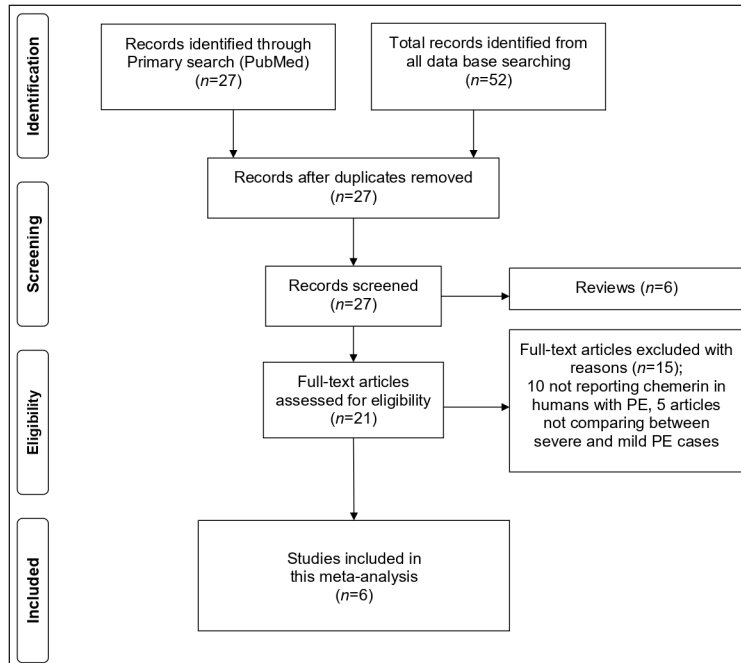 Identification
Records identified through
Primary search (PubMed)
(n=27)
Total records identified from
all data base searching
(n=52)
Records after duplicates removed
(n=27)
Screening
Records screened
(n=27)
Reviews (n=6)
Eligibility
Full-text articles
assessed for eligibility
(n=21)
Full-text articles excluded with
reasons (n=15);
10 not reporting chemerin in
humans with PE, 5 articles
not comparing between
severe and mild PE cases
Included
Studies included in
this meta-analysis
(n=6)